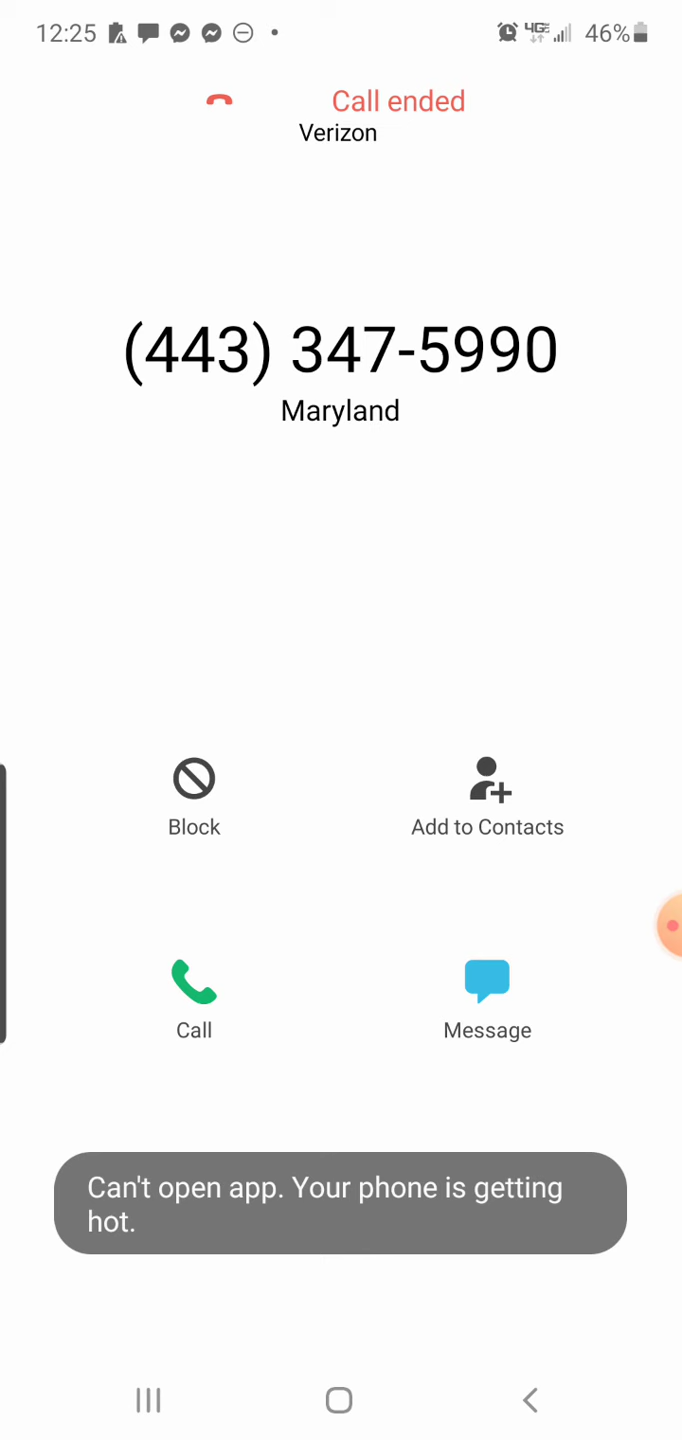 12:25 4GE 46%
Call ended
Verizon
(443) 347-5990
Maryland
Block
Add to Contacts
Call
Message
Can't open app. Your phone is getting
hot.